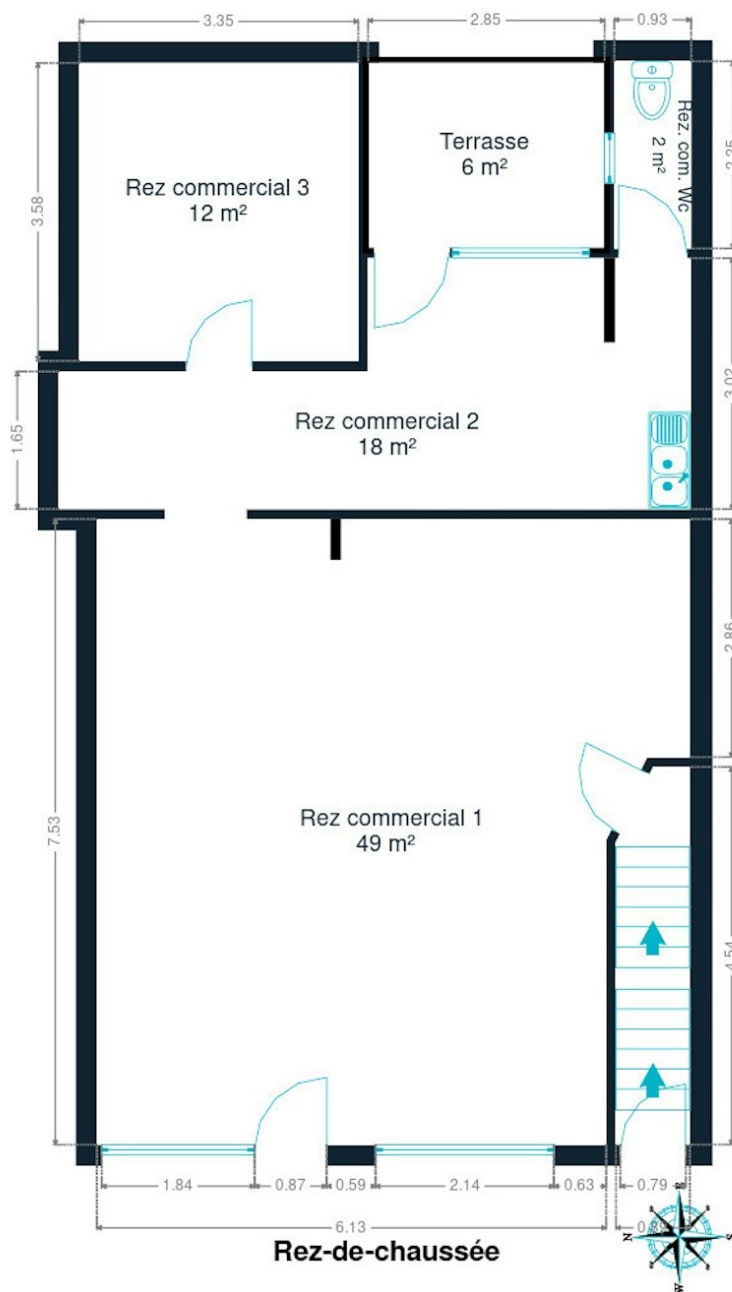 3.35
2.85
0.93
Rez commercial 3
12 m²
Terrasse
6 m²
Rez. com. Wc
2 m²
3.58
1.65
Rez commercial 2
18 m²
3.02
2.86
7.53
Rez commercial 1
49 m²
4.54
1.84
0.87
0.59
2.14
0.63
0.79
6.13
Rez-de-chaussée
N
S
W